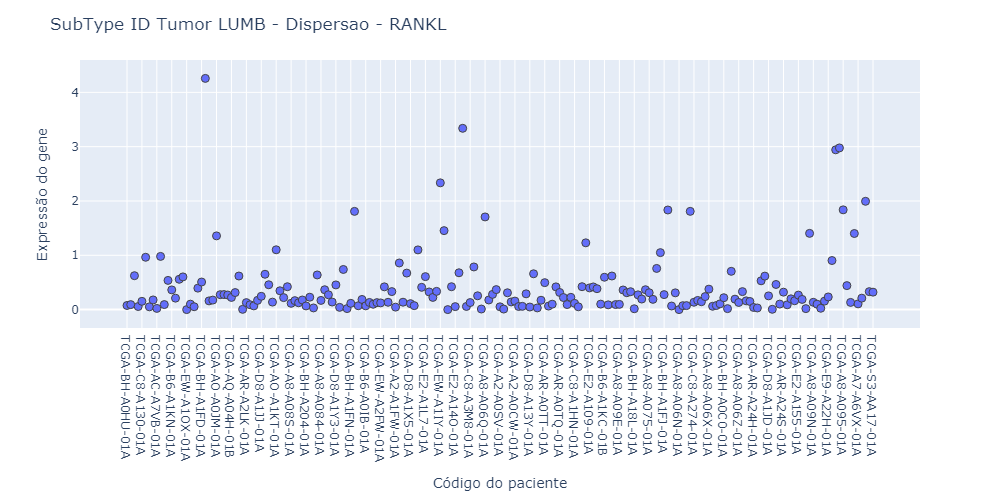 SubType ID Tumor LUMB - Dispersao - RANKL
4
3
2
1
0
Expressão do gene
TCGA-BH-A0HU-01A
TCGA-C8-A130-01A
TCGA-AC-A7VB-01A
TCGA-B6-A1KN-01A
TCGA-EW-A1OX-01A
TCGA-BH-A1FD-01A
TCGA-AO-A0JM-01A
TCGA-AQ-A04H-01B
TCGA-AR-A2LK-01A
TCGA-D8-A1JJ-01A
TCGA-AO-A1KT-01A
TCGA-A8-A08S-01A
TCGA-BH-A204-01A
TCGA-A8-A084-01A
TCGA-D8-A1Y3-01A
TCGA-BH-A1FN-01A
TCGA-B6-A0IB-01A
TCGA-EW-A2FW-01A
TCGA-A2-A1FW-01A
TCGA-D8-A1X5-01A
TCGA-E2-A1L7-01A
TCGA-EW-A1IY-01A
TCGA-E2-A14O-01A
TCGA-C8-A3M8-01A
TCGA-A8-A06Q-01A
TCGA-A2-A0SV-01A
TCGA-A2-A0CW-01A
TCGA-D8-A13Y-01A
TCGA-AR-A0TT-01A
TCGA-AR-A0TQ-01A
TCGA-C8-A1HN-01A
TCGA-E2-A109-01A
TCGA-B6-A1KC-01B
TCGA-A8-A09E-01A
TCGA-BH-A18L-01A
TCGA-A8-A075-01A
TCGA-BH-A1FJ-01A
TCGA-A8-A06N-01A
TCGA-C8-A274-01A
TCGA-A8-A06X-01A
TCGA-BH-A0C0-01A
TCGA-A8-A06Z-01A
TCGA-AR-A24H-01A
TCGA-D8-A1JD-01A
TCGA-AR-A24S-01A
TCGA-E2-A155-01A
TCGA-A8-A09N-01A
TCGA-E9-A22H-01A
TCGA-A8-A095-01A
TCGA-A7-A6VX-01A
TCGA-S3-AA17-01A
Código do paciente